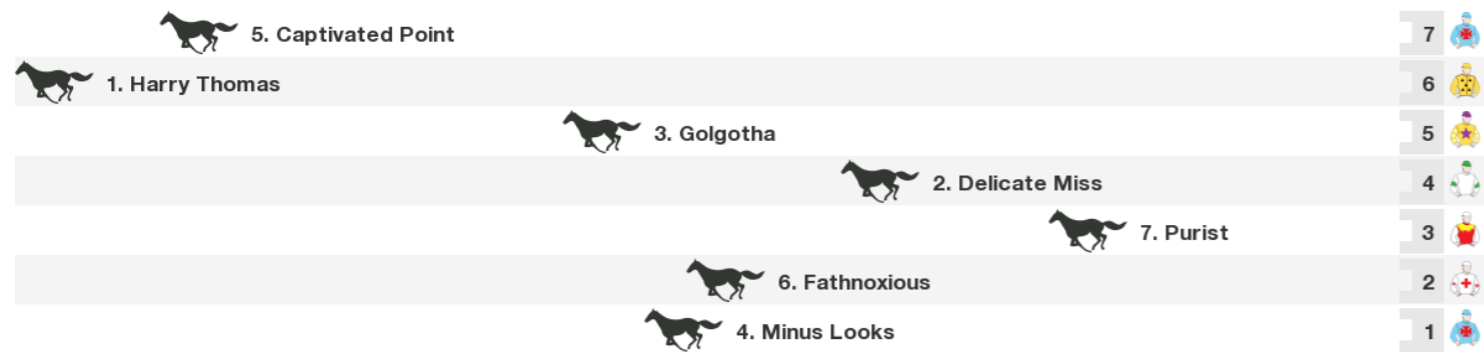 5. Captivated Point 7
1. Harry Thomas 6
3. Golgotha 5
2. Delicate Miss 4
7. Purist 3
6. Fathnoxious 2
4. Minus Looks 1